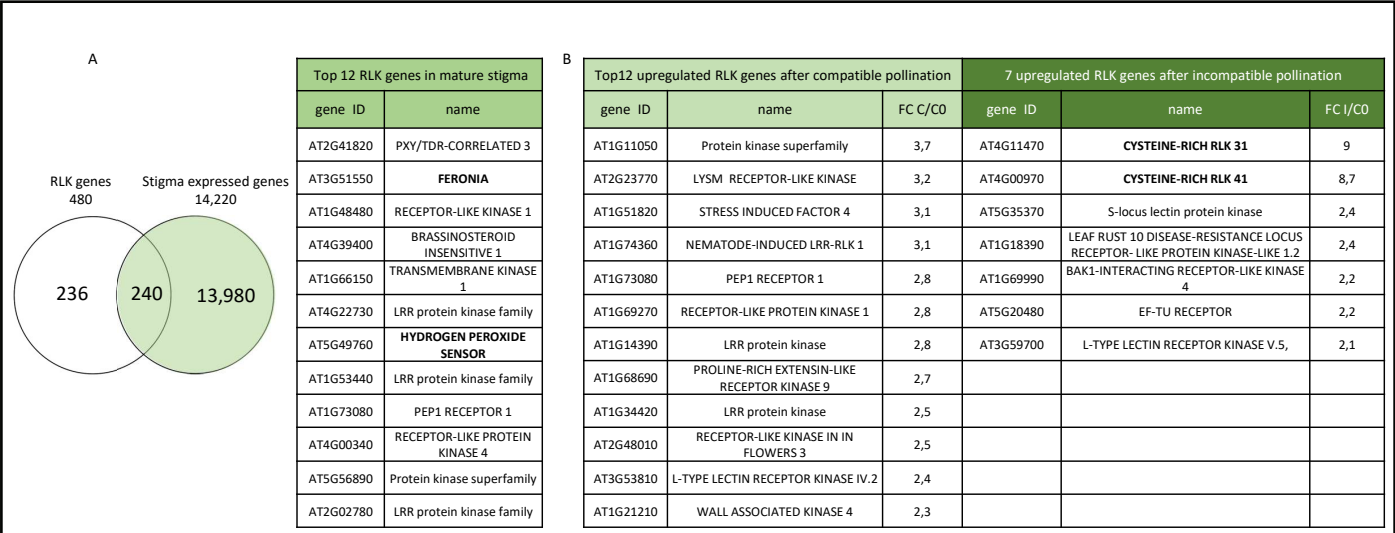 A
RLK genes
480
Stigma expressed genes
14,220
236
240
13,980
Top 12 RLK genes in mature stigma
gene ID name
AT2G41820 PXY/TDR-CORRELATED 3
AT3G51550 FERONIA
AT1G48480 RECEPTOR-LIKE KINASE 1
AT4G39400 BRASSINOSTEROID
INSENSITIVE 1
AT1G66150 TRANSMEMBRANE KINASE
1
AT4G22730 LRR protein kinase family
AT5G49760 HYDROGEN PEROXIDE
SENSOR
AT1G53440 LRR protein kinase family
AT1G73080 PEP1 RECEPTOR 1
AT4G00340 RECEPTOR-LIKE PROTEIN
KINASE 4
AT5G56890 Protein kinase superfamily
AT2G02780 LRR protein kinase family
B
Top12 upregulated RLK genes after compatible pollination
gene ID name FC C/C0
AT1G11050 Protein kinase superfamily 3,7
AT2G23770 LYSM RECEPTOR-LIKE KINASE 3,2
AT1G51820 STRESS INDUCED FACTOR 4 3,1
AT1G74360 NEMATODE-INDUCED LRR-RLK 1 3,1
AT1G73080 PEP1 RECEPTOR 1 2,8
AT1G69270 RECEPTOR-LIKE PROTEIN KINASE 1 2,8
AT1G14390 LRR protein kinase 2,8
AT1G68690 PROLINE-RICH EXTENSIN-LIKE
RECEPTOR KINASE 9 2,7
AT1G34420 LRR protein kinase 2,5
AT2G48010 RECEPTOR-LIKE KINASE IN IN
FLOWERS 3 2,5
AT3G53810 L-TYPE LECTIN RECEPTOR KINASE IV.2 2,4
AT1G21210 WALL ASSOCIATED KINASE 4 2,3
7 upregulated RLK genes after incompatible pollination
gene ID name FC I/C0
AT4G11470 CYSTEINE-RICH RLK 31 9
AT4G00970 CYSTEINE-RICH RLK 41 8,7
AT5G35370 S-locus lectin protein kinase 2,4
AT1G18390 LEAF RUST 10 DISEASE-RESISTANCE LOCUS
RECEPTOR- LIKE PROTEIN KINASE-LIKE 1.2 2,4
AT1G69990 BAK1-INTERACTING RECEPTOR-LIKE KINASE
4 2,2
AT5G20480 EF-TU RECEPTOR 2,2
AT3G59700 L-TYPE LECTIN RECEPTOR KINASE V.5, 2,1